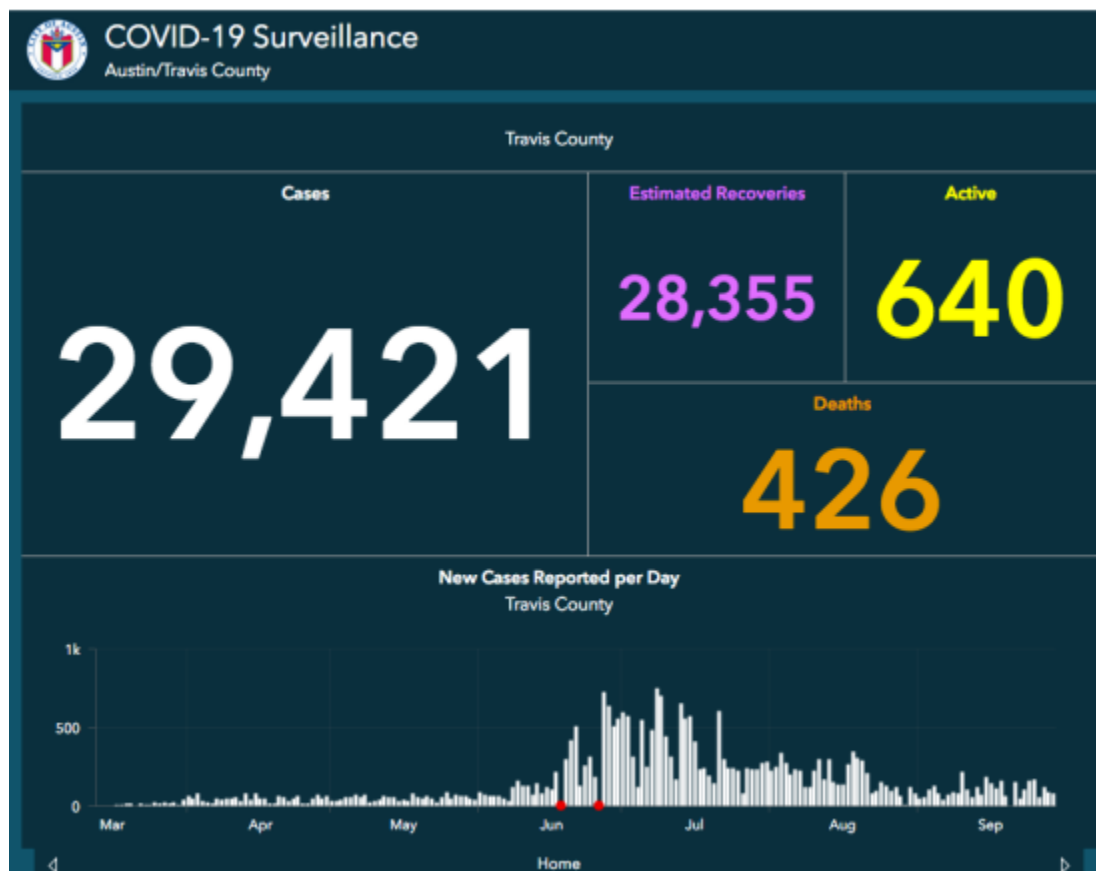 COVID-19 Surveillance
Austin/Travis County
Travis County
Cases
29,421
Estimated Recoveries
28,355
Active
640
Deaths
426
New Cases Reported per Day
Travis County
1k
500
0
Mar Apr May Jun Jul Aug Sep
Home